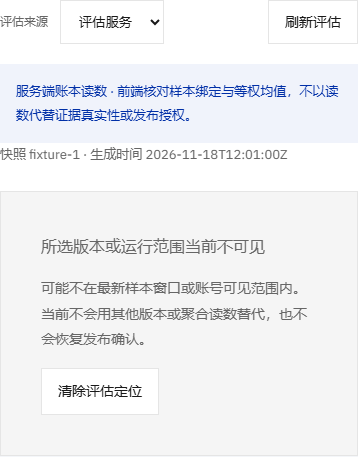 评估来源 评估服务 刷新评估
服务端账本读数 · 前端核对样本绑定与等权均值，不以读
数代替证据真实性或发布授权。
快照 fixture-1 · 生成时间 2026-11-18T12:01:00Z
所选版本或运行范围当前不可见
可能不在最新样本窗口或账号可见范围内。
当前不会用其他版本或聚合读数替代，也不
会恢复发布确认。
清除评估定位